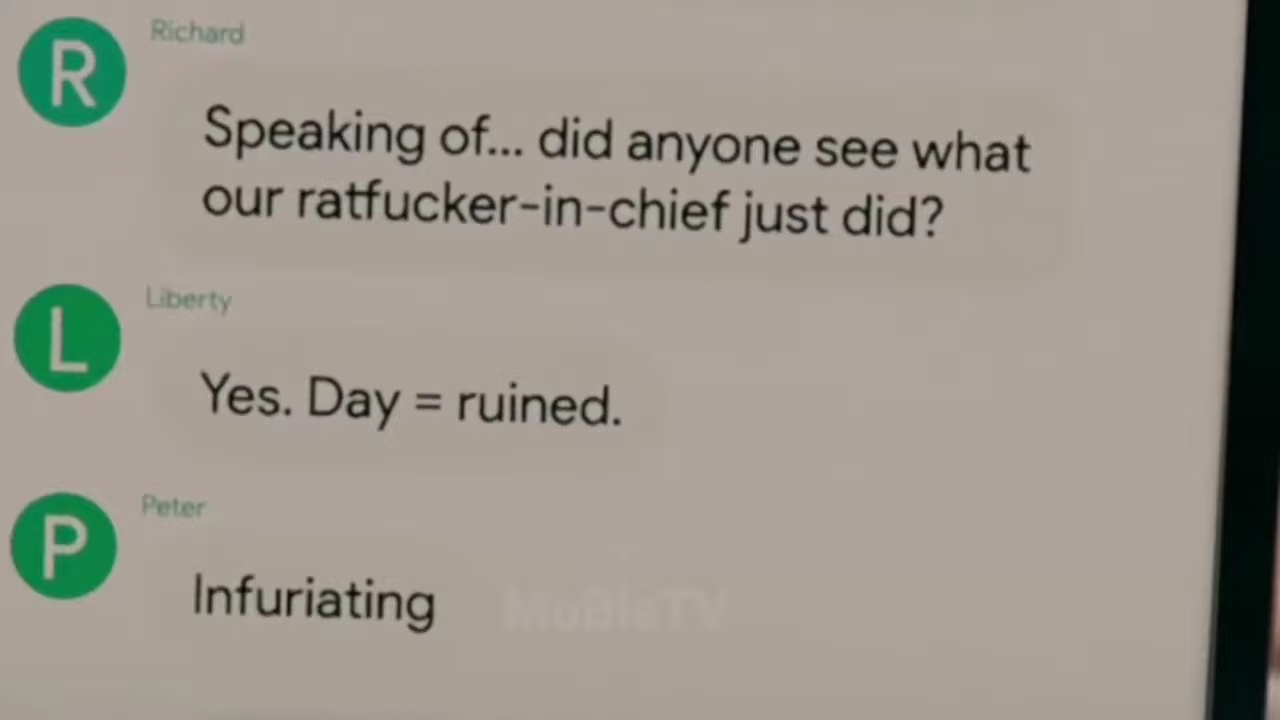 R
Richard
Speaking of... did anyone see what
our ratfucker-in-chief just did?
L
Liberty
Yes. Day = ruined.
P
Peter
Infuriating
MoBleTV